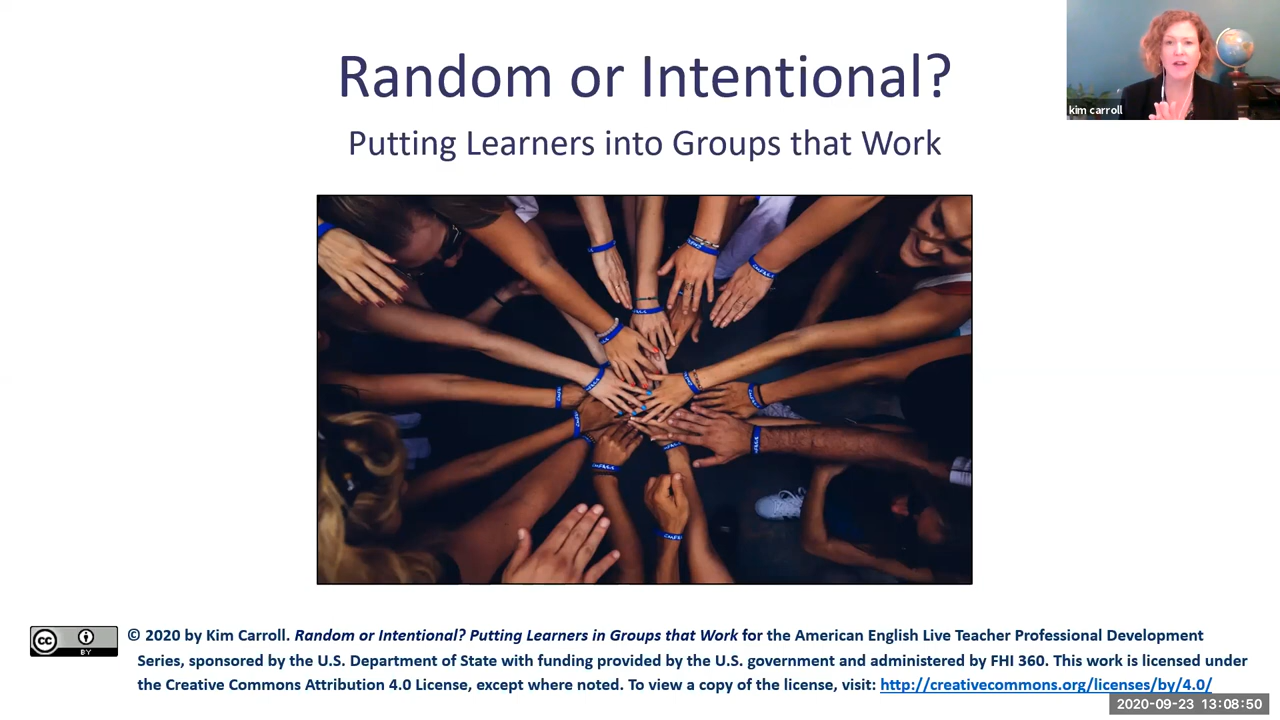 Random or Intentional?
kim carroll
Putting Learners into Groups that Work
cc
BY
© 2020 by Kim Carroll. Random or Intentional? Putting Learners in Groups that Work for the American English Live Teacher Professional Development
Series, sponsored by the U.S. Department of State with funding provided by the U.S. government and administered by FHI 360. This work is licensed under
the Creative Commons Attribution 4.0 License, except where noted. To view a copy of the license, visit: http://creativecommons.org/licenses/by/4.0/
2020-09-23 13:08:50